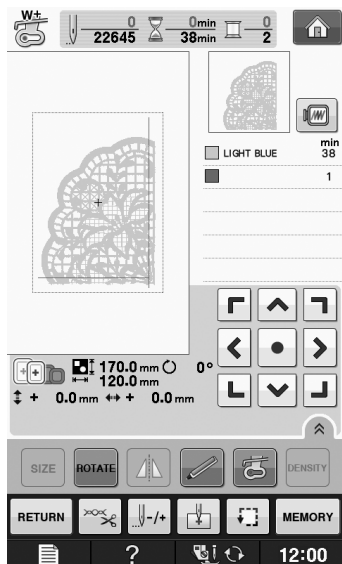 W+
0 0min 0
22645 38min 2
min
LIGHT BLUE 38
1
170.0 mm 0°
120.0 mm
+ 0.0 mm + 0.0 mm
SIZE ROTATE DENSITY
RETURN -/+ MEMORY
? 12:00